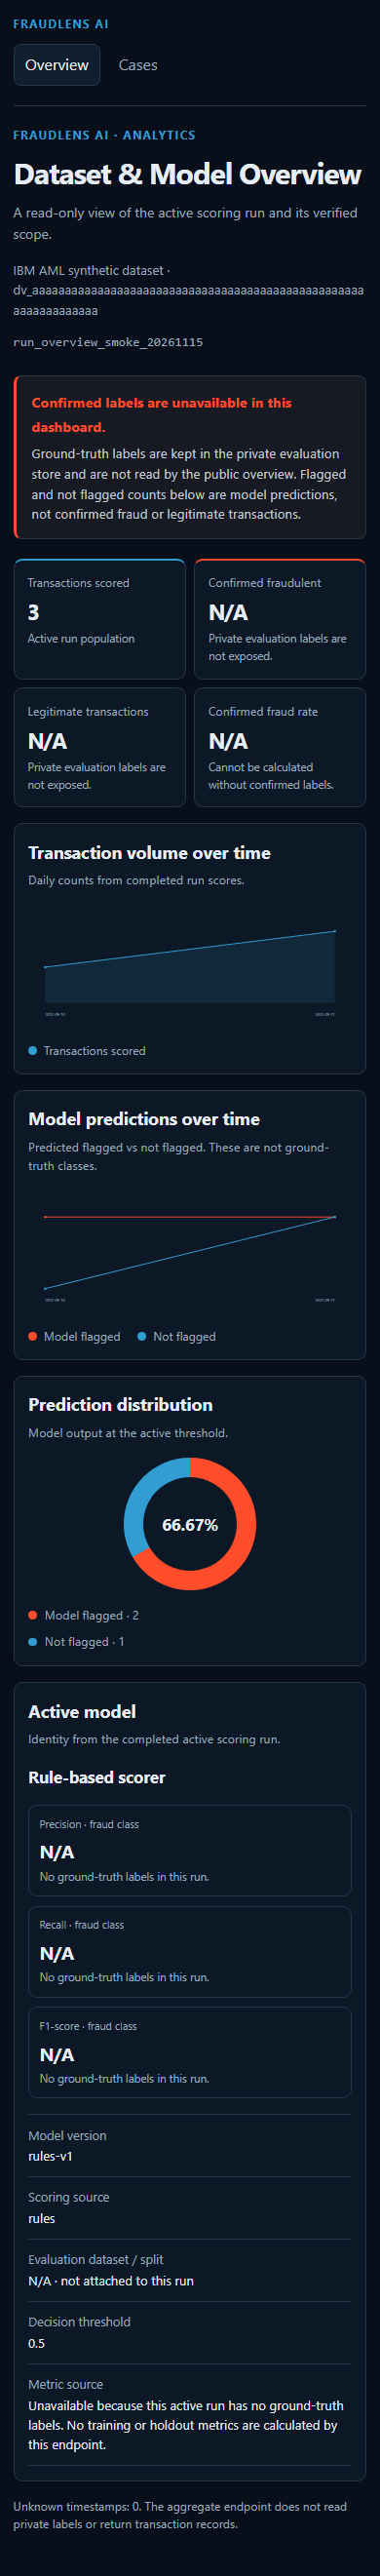 FRAUDLENS AI
Overview
Cases
FRAUDLENS AI · ANALYTICS
Dataset & Model Overview
A read-only view of the active scoring run and its verified
scope.
IBM AML synthetic dataset ·
run_overview_smoke_20261115
Confirmed labels are unavailable in this
dashboard.
Ground-truth labels are kept in the private evaluation
store and are not read by the public overview. Flagged
and not flagged counts below are model predictions,
not confirmed fraud or legitimate transactions.
Transactions scored
3
Active run population
Confirmed fraudulent
N/A
Private evaluation labels are
not exposed.
Legitimate transactions
N/A
Private evaluation labels are
not exposed.
Confirmed fraud rate
N/A
Cannot be calculated
without confirmed labels.
Transaction volume over time
Daily counts from completed run scores.
Transactions scored
Model predictions over time
Predicted flagged vs not flagged. These are not ground-
truth classes.
Model flagged
Not flagged
Prediction distribution
Model output at the active threshold.
66.67%
Model flagged · 2
Not flagged · 1
Active model
Identity from the completed active scoring run.
Rule-based scorer
Precision · fraud class
N/A
No ground-truth labels in this run.
Recall · fraud class
N/A
No ground-truth labels in this run.
F1-score · fraud class
N/A
No ground-truth labels in this run.
Model version
rules-v1
Scoring source
rules
Evaluation dataset / split
N/A · not attached to this run
Decision threshold
0.5
Metric source
Unavailable because this active run has no ground-truth
labels. No training or holdout metrics are calculated by
this endpoint.
Unknown timestamps: 0. The aggregate endpoint does not read
private labels or return transaction records.